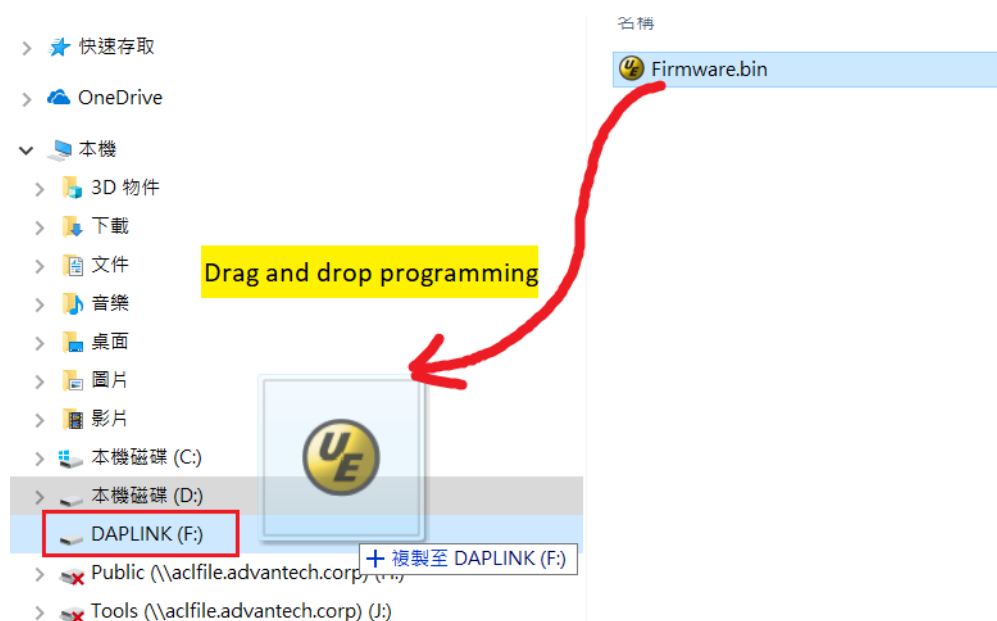 快速存取
OneDrive
本機
3D 物件
下載
文件
音樂
桌面
圖片
影片
本機磁碟 (C:)
本機磁碟 (D:)
DAPLINK (F:)
Public (\\aclfile.advantech.corp)
Tools (\\aclfile.advantech.corp) (J:)
Drag and drop programming
UE
複製至 DAPLINK (F:)
名稱
UE
Firmware.bin